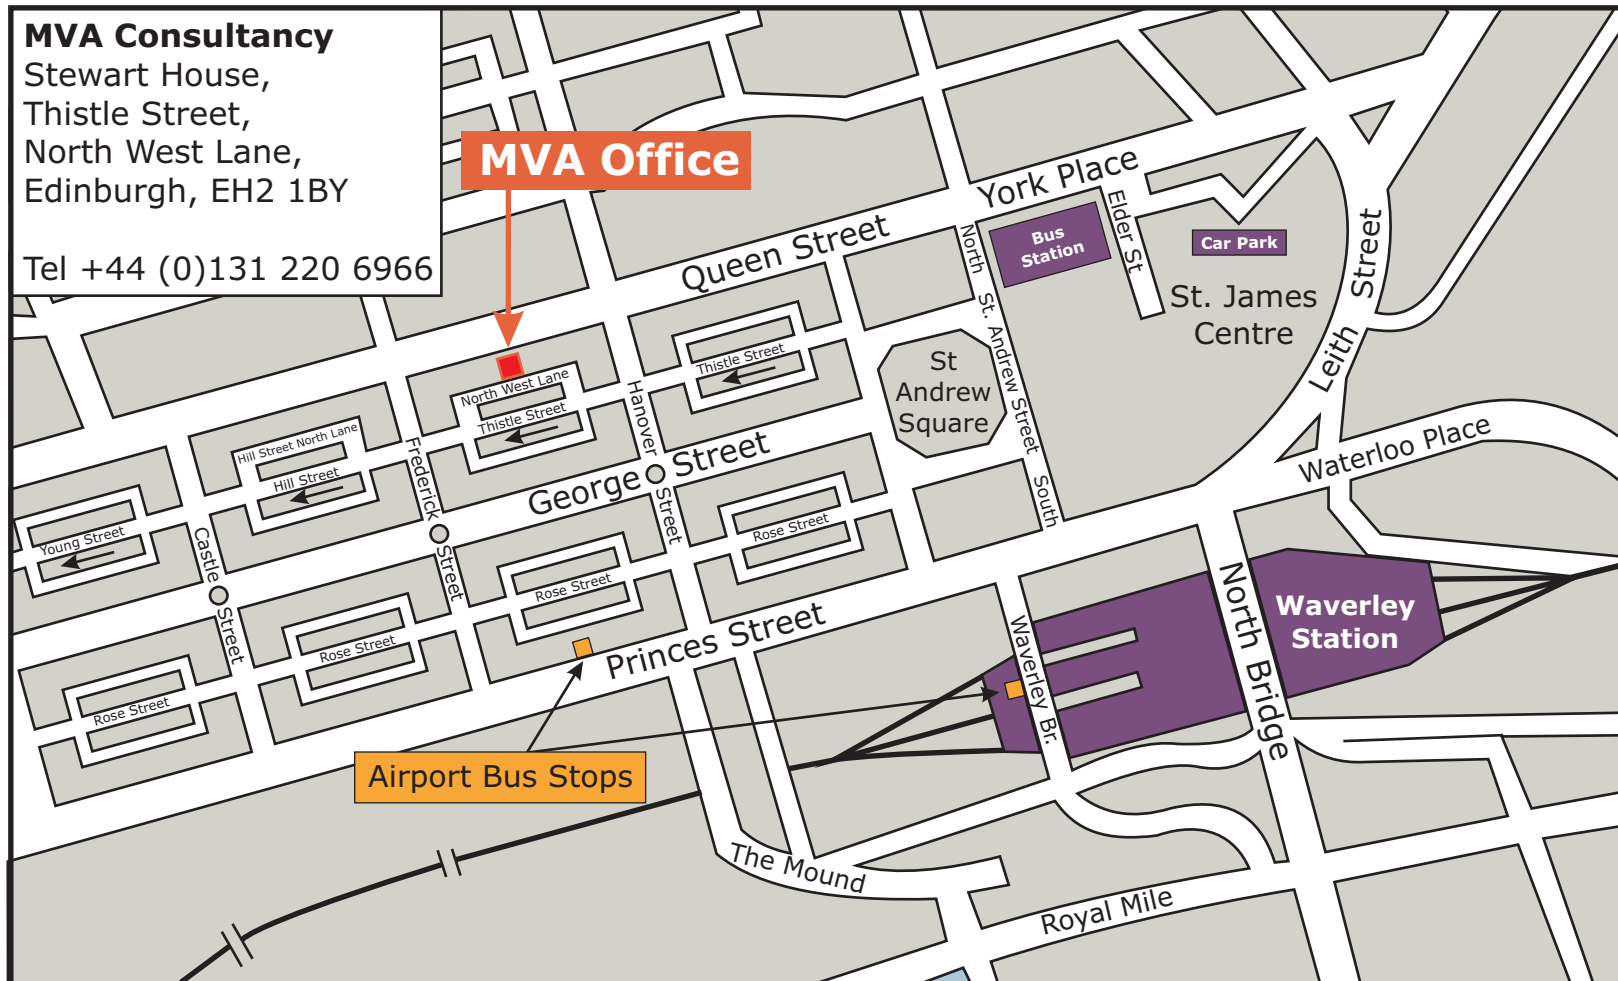 MVA Consultancy
Stewart House,
Thistle Street,
North West Lane,
Edinburgh, EH2 1BY
Tel +44 (0)131 220 6966
MVA Office
York Place
Queen Street
Elder St
Bus
Station
Car Park
St. James
Centre
Leith Street
North St. Andrew Street South
St
Andrew
Square
Thistle Street
North West Lane
Thistle Street
Hanover Street
Hill Street North Lane
Hill Street
Frederick Street
George Street
Waterloo Place
Young Street
Castle Street
Rose Street
Rose Street
Rose Street
Rose Street
Princes Street
North Bridge
Waverley
Station
Waverley Br.
Airport Bus Stops
The Mound
Royal Mile